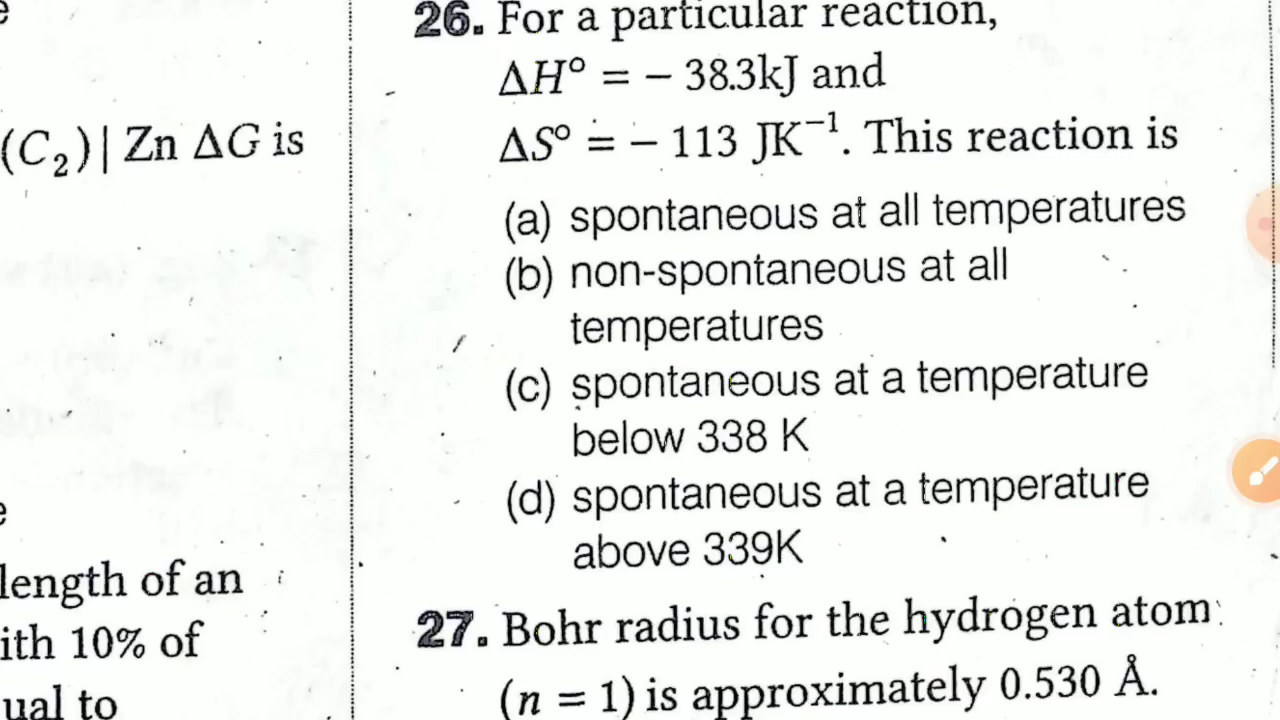 e
(C₂)| Zn ΔG is
e
length of an
ith 10% of
ual to
26. For a particular reaction,
ΔH° = – 38.3kJ and
ΔS° = – 113 JK⁻¹. This reaction is
(a) spontaneous at all temperatures
(b) non-spontaneous at all
temperatures
(c) spontaneous at a temperature
below 338 K
(d) spontaneous at a temperature
above 339K
27. Bohr radius for the hydrogen atom
(n = 1) is approximately 0.530 Å.